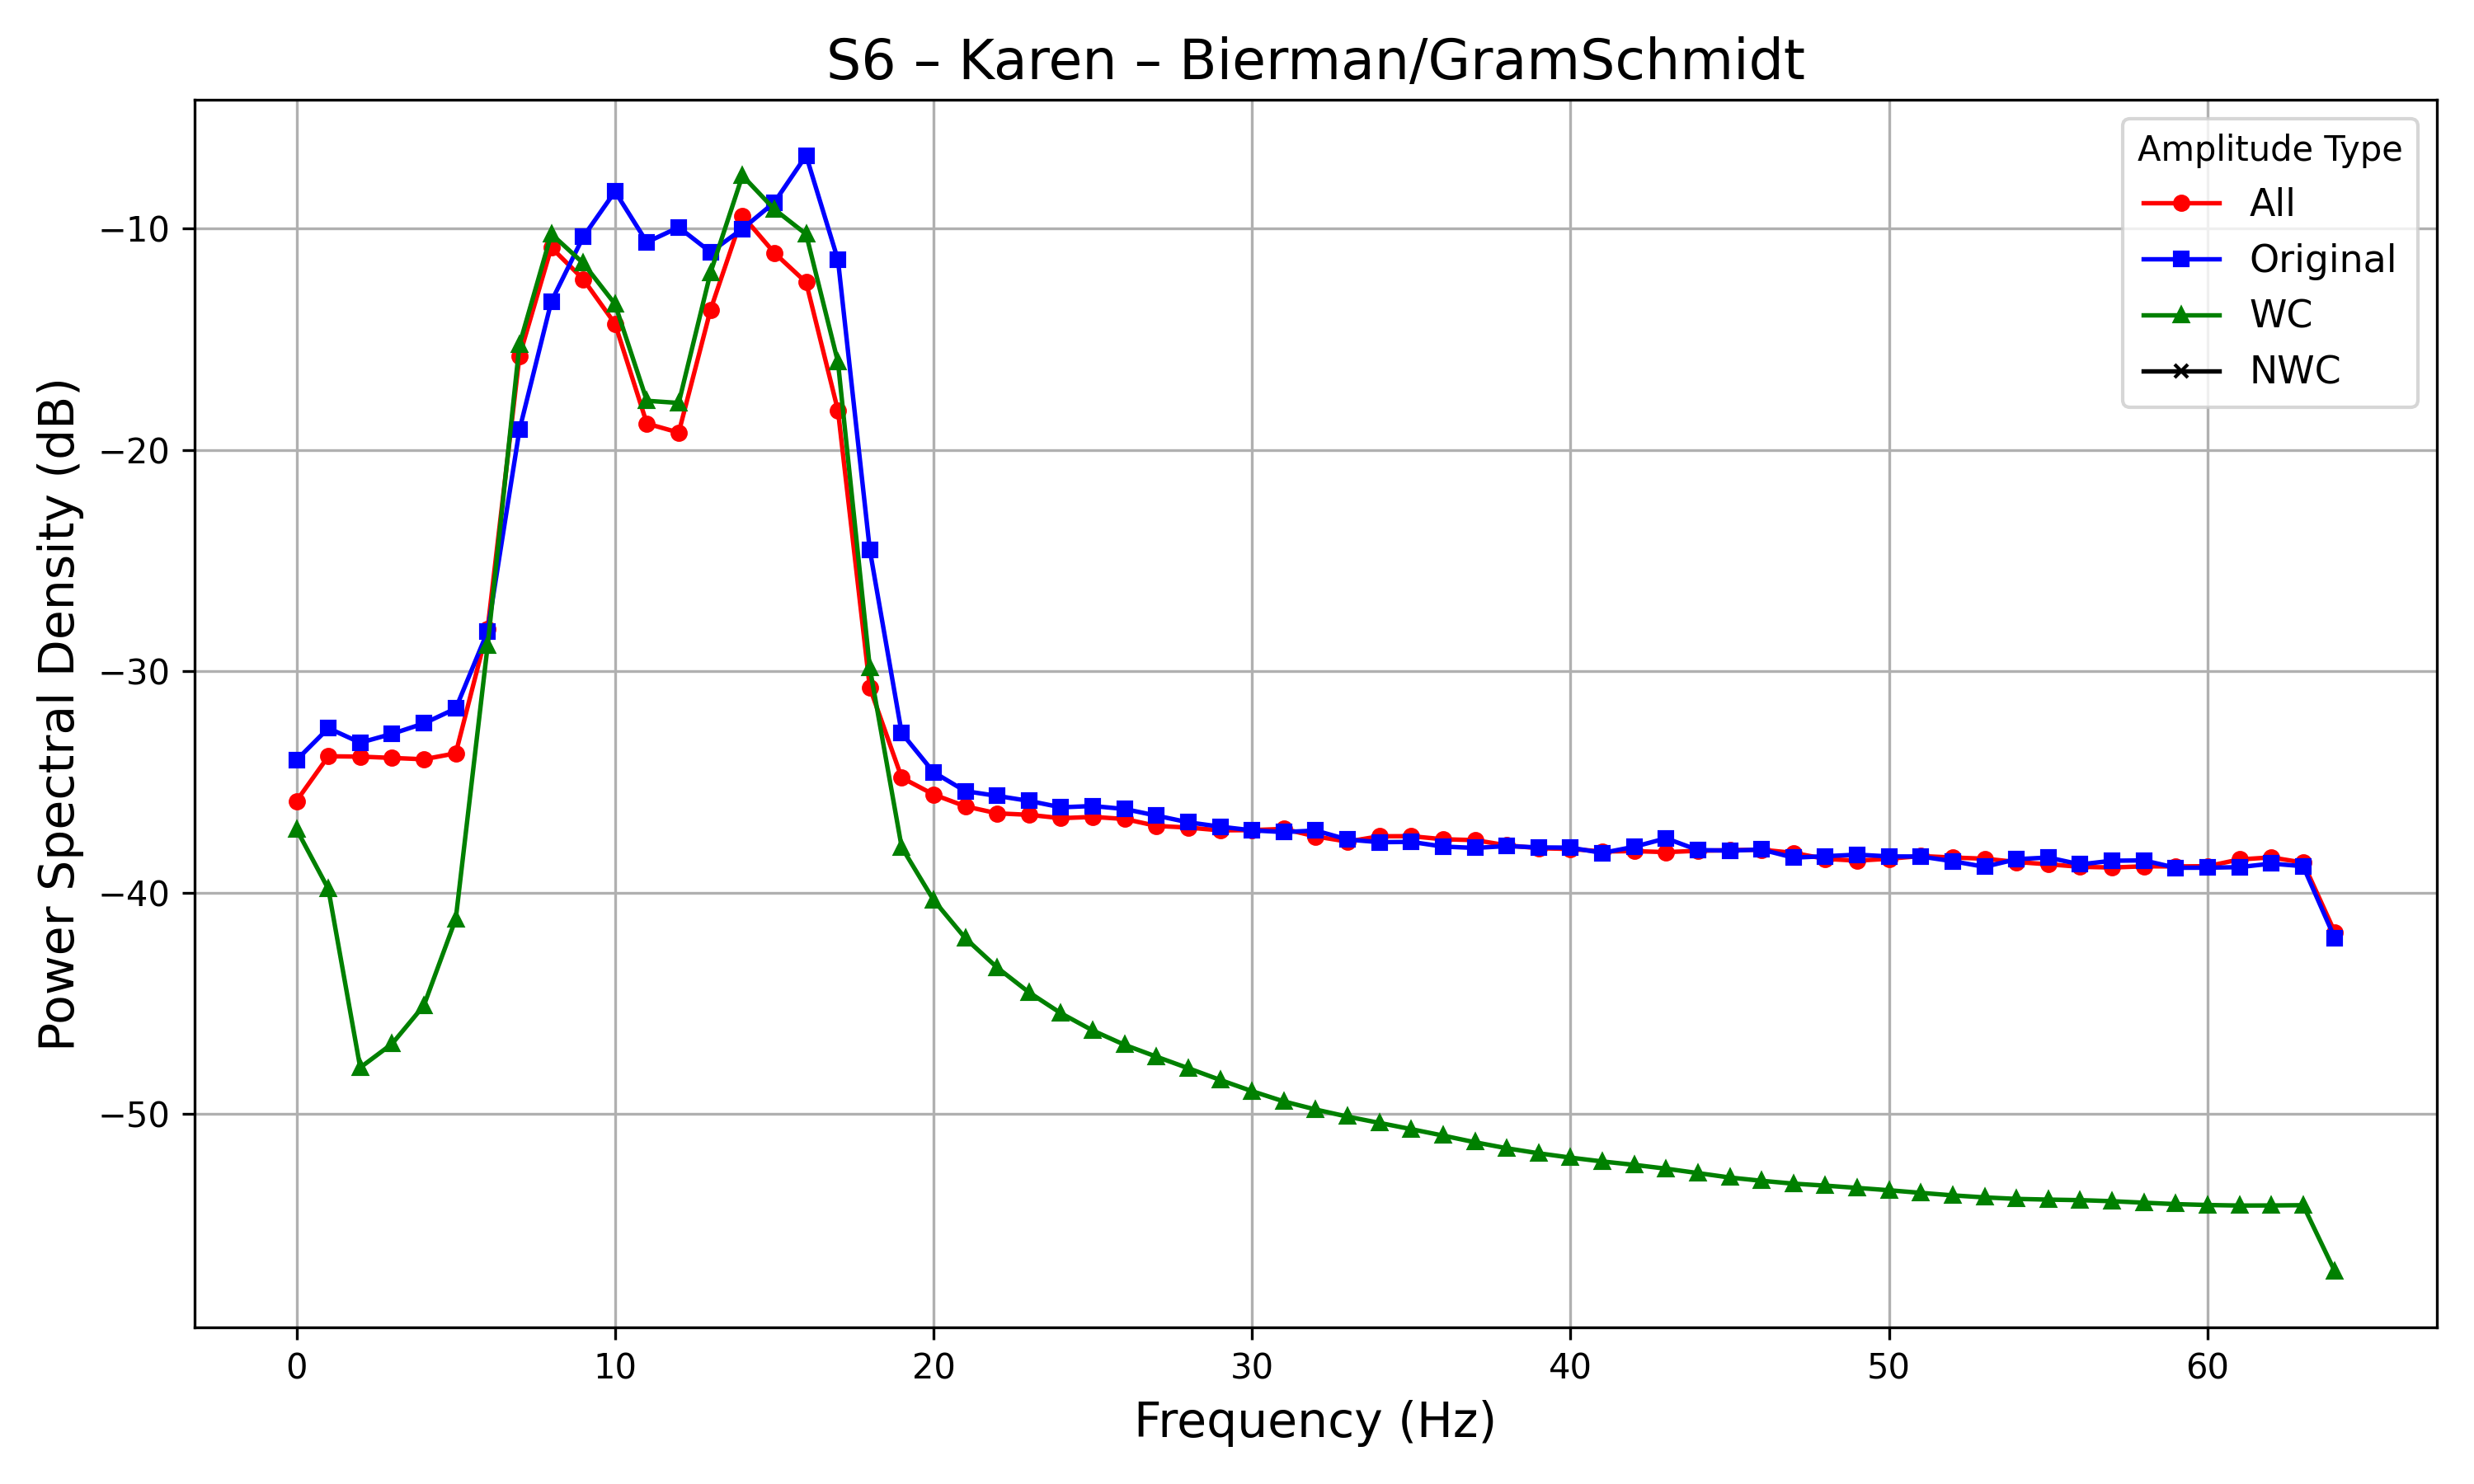 S6 – Karen – Bierman/GramSchmidt
Amplitude Type
All
Original
WC
NWC
Power Spectral Density (dB)
−10
−20
−30
−40
−50
0 10 20 30 40 50 60
Frequency (Hz)